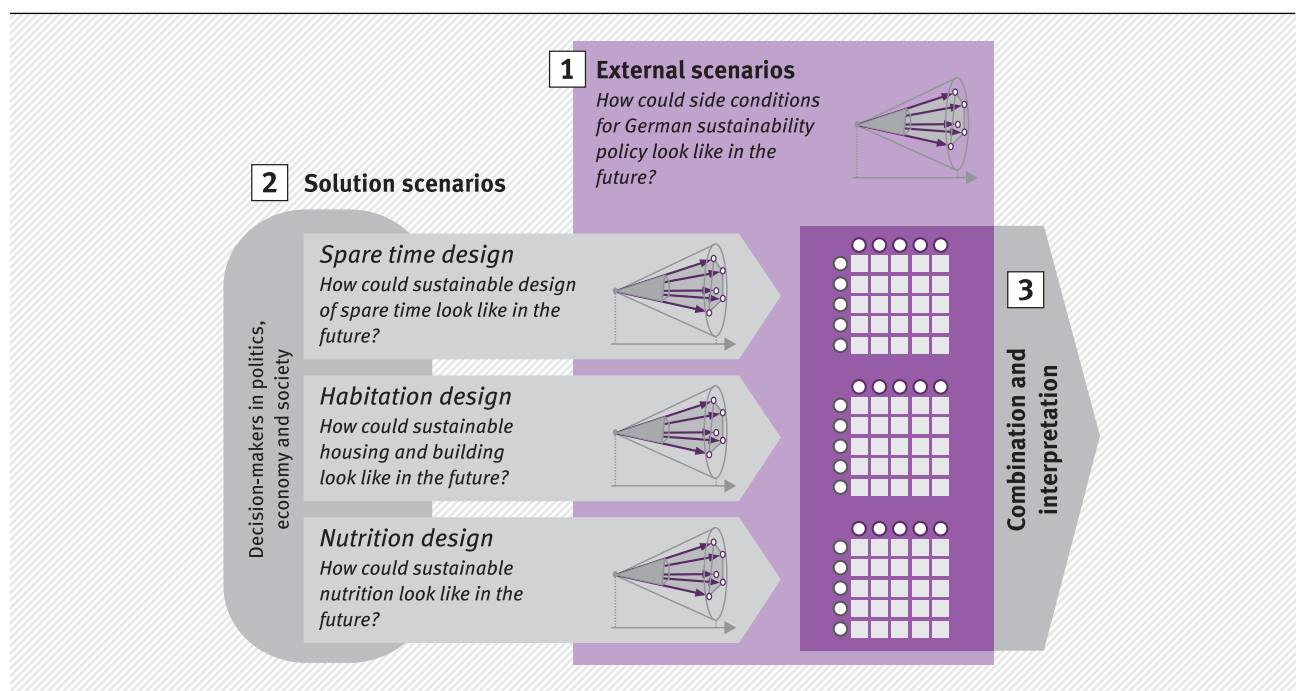 1
External scenarios
How could side conditions
for German sustainability
policy look like in the
future?
2
Solution scenarios
Decision-makers in politics,
economy and society
Spare time design
How could sustainable design
of spare time look like in the
future?
Habitation design
How could sustainable
housing and building
look like in the future?
Nutrition design
How could sustainable
nutrition look like in the
future?
3
Combination and
interpretation